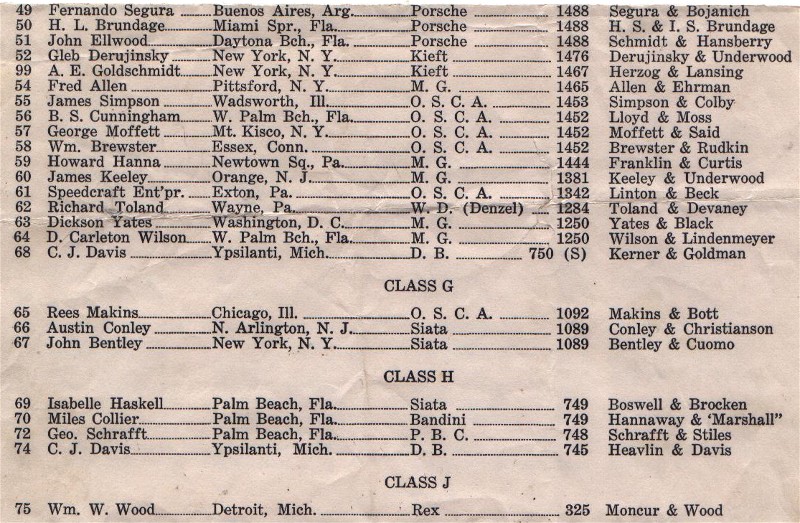 49 Fernando Segura Buenos Aires, Arg. Porsche 1488 Segura & Bojanich
50 H. L. Brundage Miami Spr., Fla. Porsche 1488 H. S. & I. S. Brundage
51 John Ellwood Daytona Bch., Fla. Porsche 1488 Schmidt & Hansberry
52 Gleb Derujinsky New York, N. Y. Kieft 1476 Derujinsky & Underwood
99 A. E. Goldschmidt New York, N. Y. Kieft 1467 Herzog & Lansing
54 Fred Allen Pittsford, N. Y. M. G. 1465 Allen & Ehrman
55 James Simpson Wadsworth, Ill. O. S. C. A. 1453 Simpson & Colby
56 B. S. Cunningham W. Palm Bch., Fla. O. S. C. A. 1452 Lloyd & Moss
57 George Moffett Mt. Kisco, N. Y. O. S. C. A. 1452 Moffett & Said
58 Wm. Brewster Essex, Conn. O. S. C. A. 1452 Brewster & Rudkin
59 Howard Hanna Newtown Sq., Pa. M. G. 1444 Franklin & Curtis
60 James Keeley Orange, N. J. M. G. 1381 Keeley & Underwood
61 Speedcraft Ent'pr. Exton, Pa. O. S. C. A. 1342 Linton & Beck
62 Richard Toland Wayne, Pa. W. D. (Denzel) 1284 Toland & Devaney
63 Dickson Yates Washington, D. C. M. G. 1250 Yates & Black
64 D. Carleton Wilson W. Palm Bch., Fla. M. G. 1250 Wilson & Lindenmeyer
68 C. J. Davis Ypsilanti, Mich. D. B. 750 (S) Kerner & Goldman
CLASS G
65 Rees Makins Chicago, Ill. O. S. C. A. 1092 Makins & Bott
66 Austin Conley N. Arlington, N. J. Siata 1089 Conley & Christianson
67 John Bentley New York, N. Y. Siata 1089 Bentley & Cuomo
CLASS H
69 Isabelle Haskell Palm Beach, Fla. Siata 749 Boswell & Brocken
70 Miles Collier Palm Beach, Fla. Bandini 749 Hannaway & 'Marshall"
72 Geo. Schrafft Palm Beach, Fla. P. B. C. 748 Schrafft & Stiles
74 C. J. Davis Ypsilanti, Mich. D. B. 745 Heavlin & Davis
CLASS J
75 Wm. W. Wood Detroit, Mich. Rex 325 Moncur & Wood